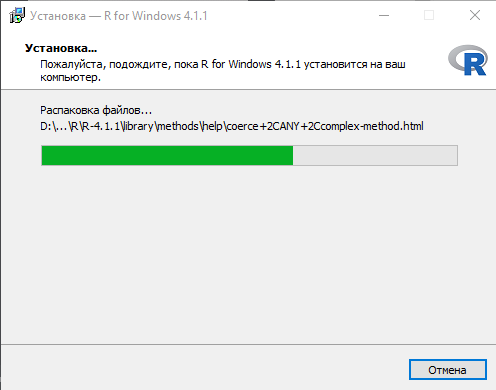 Установка — R for Windows 4.1.1
Установка...
Пожалуйста, подождите, пока R for Windows 4.1.1 установится на ваш
компьютер.
R
Распаковка файлов...
D:\...\R\R-4.1.1\library\methods\help\coerce+2CANY+2Ccomplex-method.html
Отмена